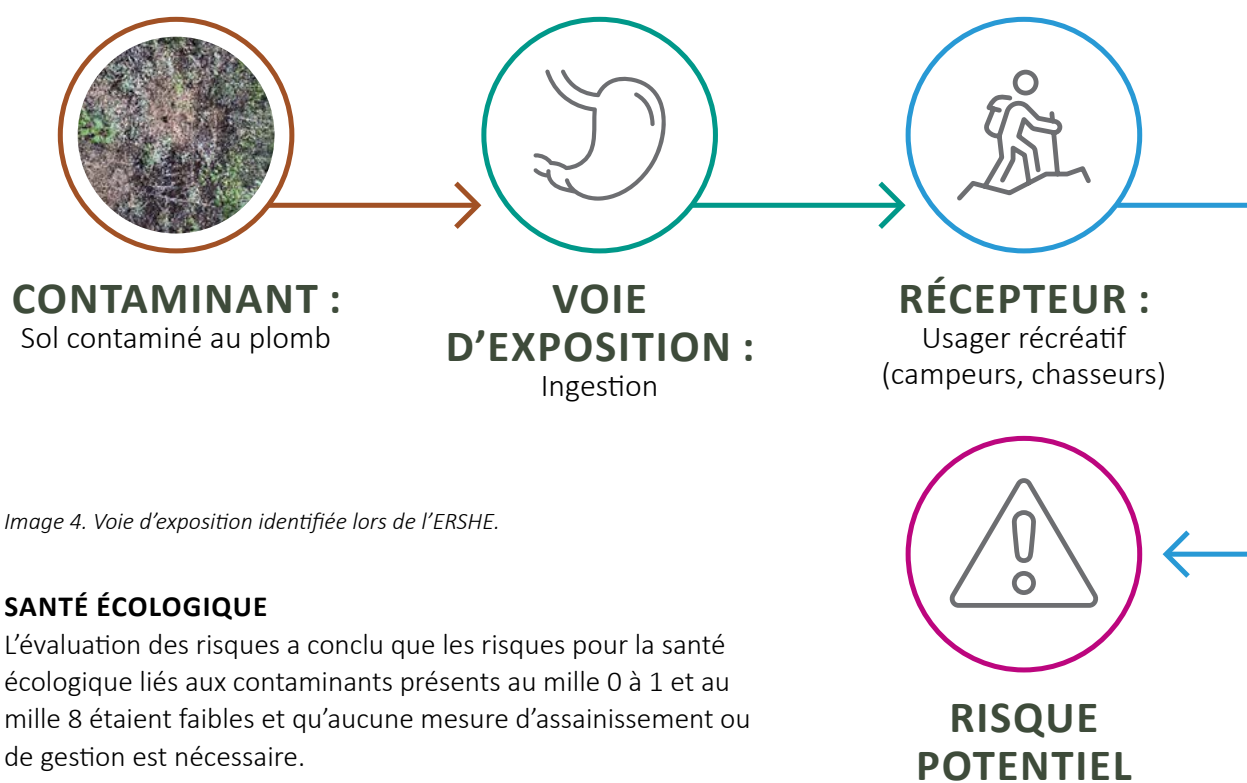 CONTAMINANT :
Sol contaminé au plomb
VOIE
D’EXPOSITION :
Ingestion
RÉCEPTEUR :
Usager récréatif
(campeurs, chasseurs)
RISQUE
POTENTIEL
Image 4. Voie d’exposition identifiée lors de l’ERSHE.
SANTÉ ÉCOLOGIQUE
L’évaluation des risques a conclu que les risques pour la santé
écologique liés aux contaminants présents au mille 0 à 1 et au
mille 8 étaient faibles et qu’aucune mesure d’assainissement ou
de gestion est nécessaire.